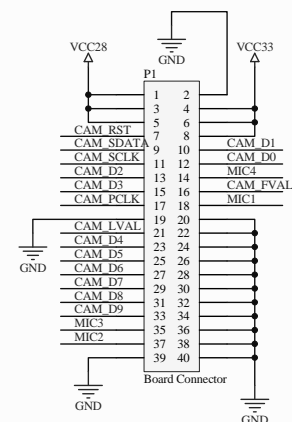 VCC28
GND
VCC33
P1
1 2
3 4
5 6
CAM_RST 7 8
CAM_SDATA 9 10 CAM_D1
CAM_SCLK 11 12 CAM_D0
CAM_D2 13 14 MIC4
CAM_D3 15 16 CAM_FVAL
CAM_PCLK 17 18 MIC1
19 20
CAM_LVAL 21 22
CAM_D4 23 24
CAM_D5 25 26
CAM_D6 27 28
CAM_D7 29 30
CAM_D8 31 32
CAM_D9 33 34
MIC3 35 36
MIC2 37 38
39 40
GND
Board Connector
GND
GND